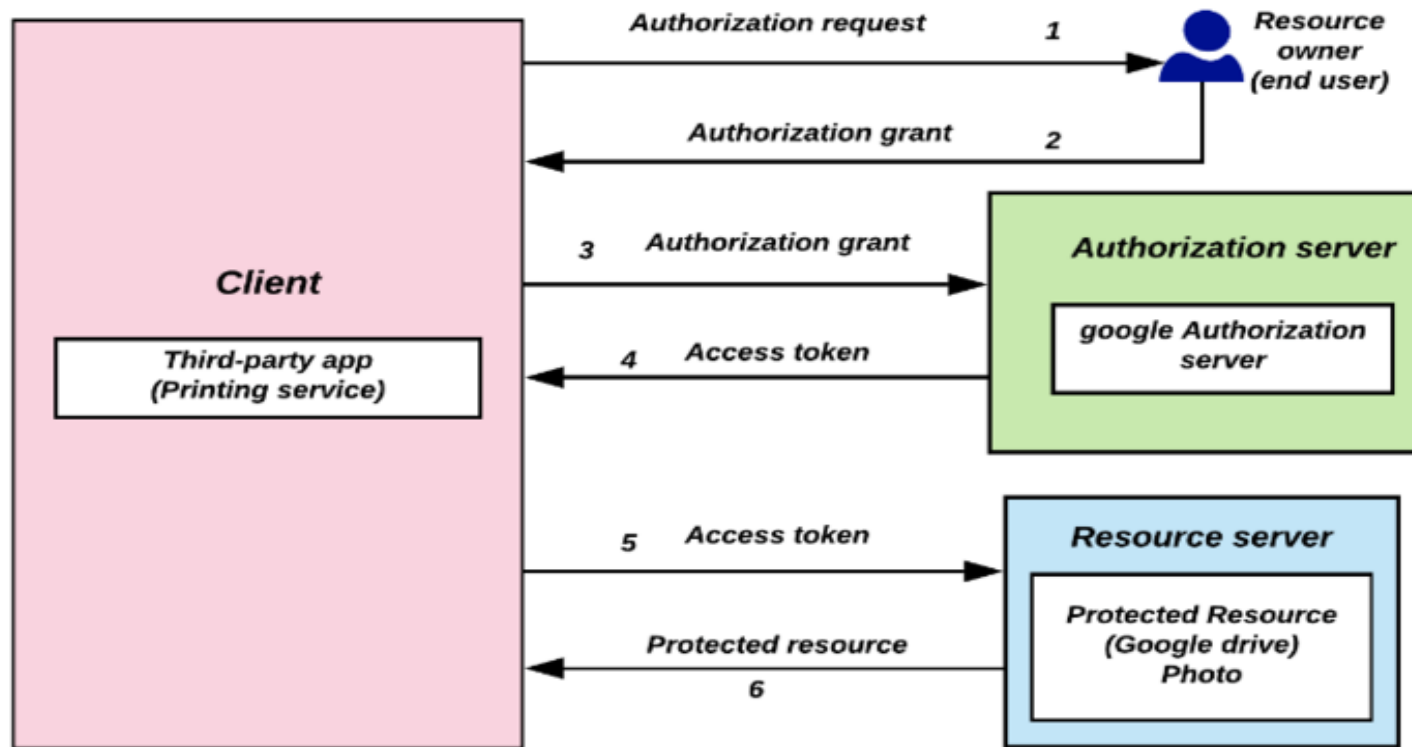 Authorization request 1
Resource
owner
(end user)
Authorization grant 2
3 Authorization grant
Authorization server
Client
google Authorization
server
Third-party app
(Printing service)
4 Access token
5 Access token
Resource server
Protected Resource
(Google drive)
Photo
Protected resource
6